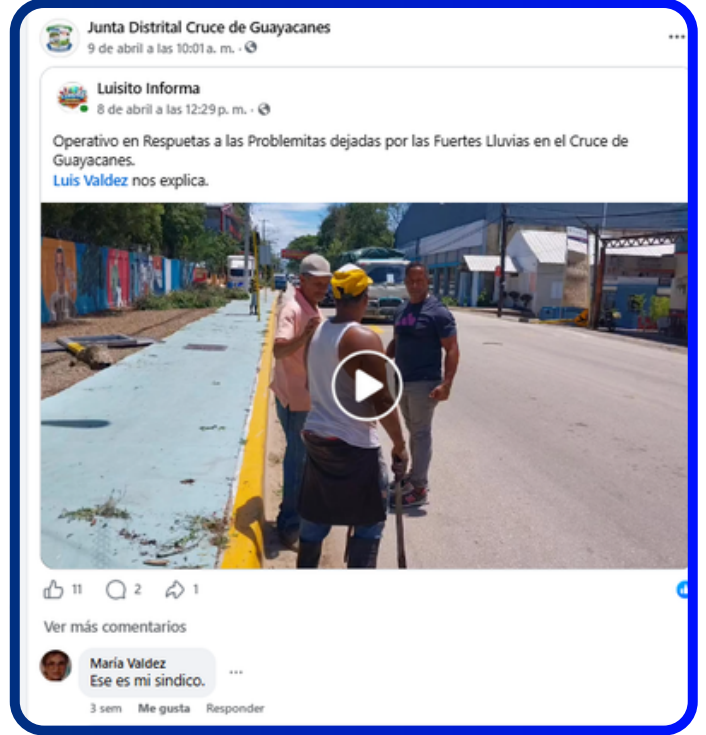 Junta Distrital Cruce de Guayacanes
9 de abril a las 10:01 a. m. ·
Luisito Informa
8 de abril a las 12:29 p. m. ·
Operativo en Respuetas a las Problemitas dejadas por las Fuertes Lluvias en el Cruce de
Guayacanes.
Luis Valdez nos explica.
11 2 1
Ver más comentarios
María Valdez
Ese es mi sindico.
3 sem Me gusta Responder